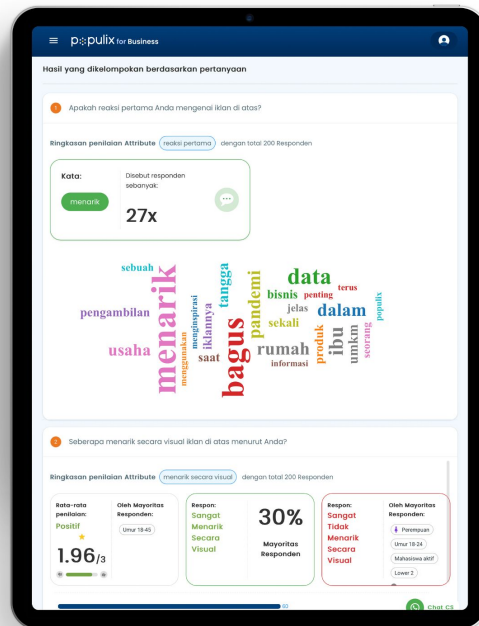 populix for Business
Hasil yang dikelompokan berdasarkan pertanyaan
1 Apakah reaksi pertama Anda mengenai iklan di atas?
Ringkasan penilaian Attribute reaksi pertama dengan total 200 Responden
Kata:
menarik
Disebut responden
sebanyak:
27x
sebuah
menarik
tangga
pandemi
data
terus
bisnis
penting
populix
pengambilan
menginspirasi
iklannya
jelas
dalam
sekali
usaha
menggunakan
saat
bagus
rumah
informasi
produk
ibu
umkm
seorang
2 Seberapa menarik secara visual iklan di atas menurut Anda?
Ringkasan penilaian Attribute menarik secara visual dengan total 200 Responden
Rata-rata
penilaian:
Positif
1.96/3
Oleh Mayoritas
Responden:
Umur 18-45
Respon:
Sangat
Menarik
Secara
Visual
30%
Mayoritas
Responden
Respon:
Sangat
Tidak
Menarik
Secara
Visual
Oleh Mayoritas
Responden:
Perempuan
Umur 18-24
Mahasiswa aktif
Lower 2
60
Chat CS